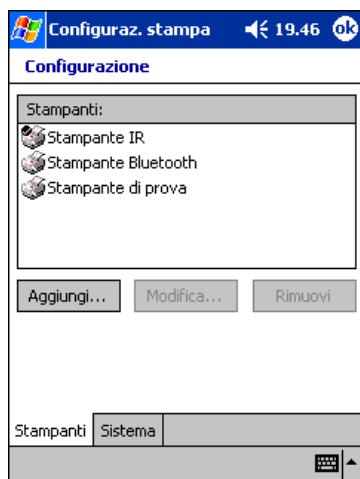 Configuraz. stampa 19.46 ok
Configurazione
Stampanti:
Stampante IR
Stampante Bluetooth
Stampante di prova
Aggiungi... Modifica... Rimuovi
Stampanti Sistema